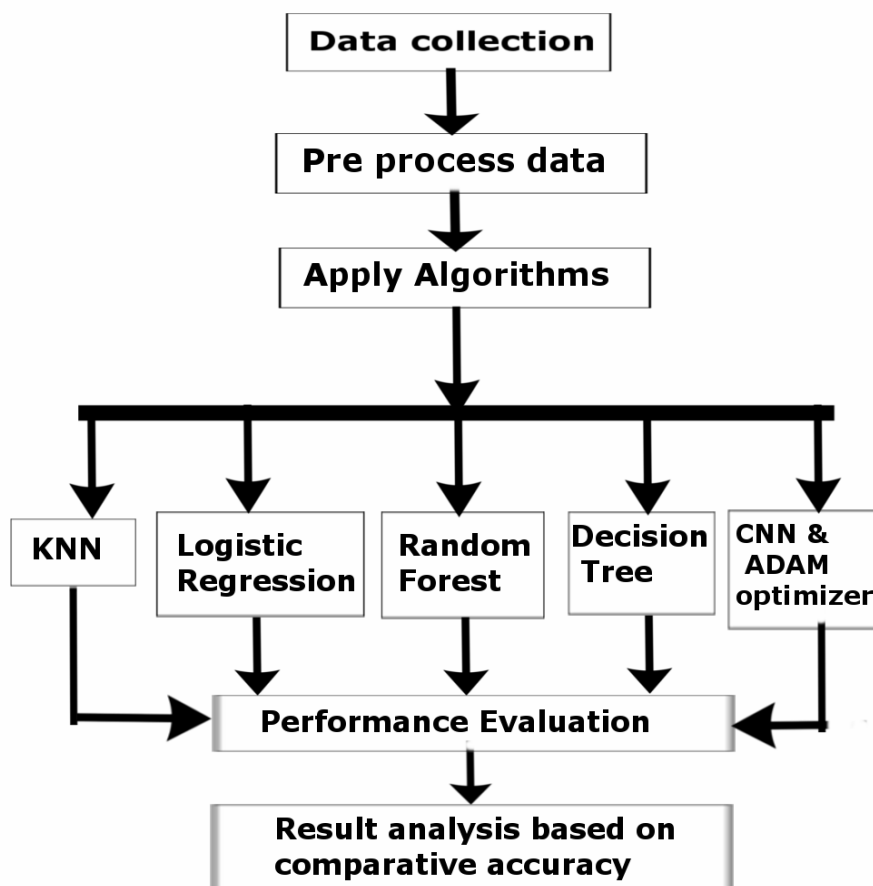 Data collection
Pre process data
Apply Algorithms
KNN
Logistic
Regression
Random
Forest
Decision
Tree
CNN &
ADAM
optimizer
Performance Evaluation
Result analysis based on
comparative accuracy